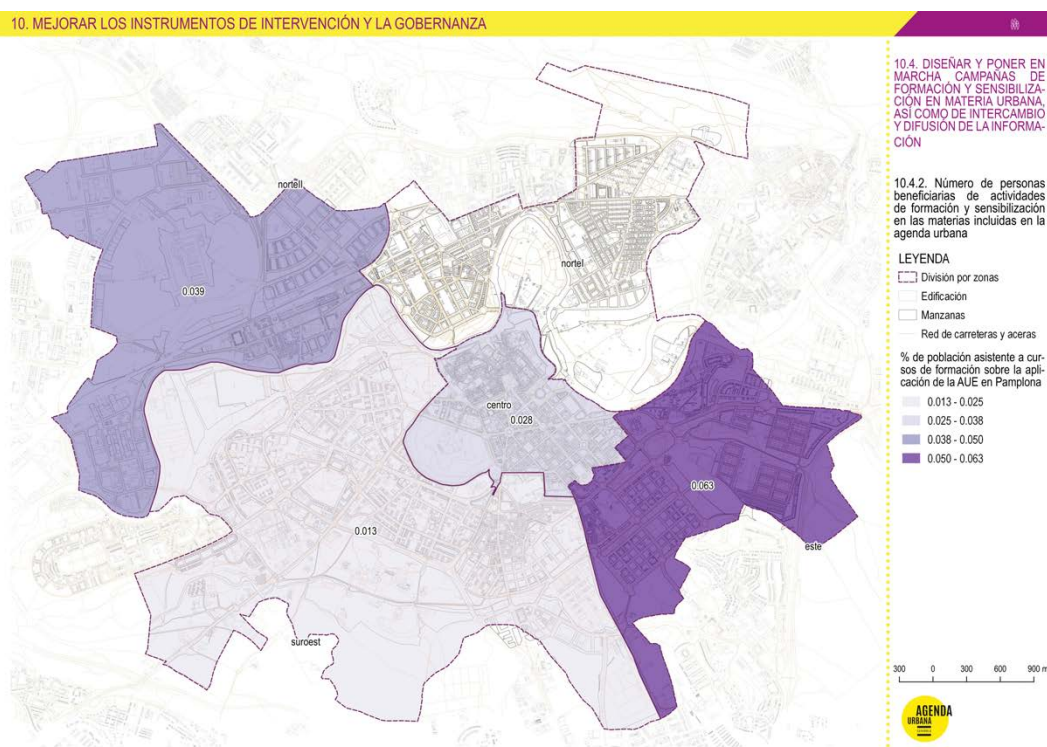 10. MEJORAR LOS INSTRUMENTOS DE INTERVENCIÓN Y LA GOBERNANZA
10.4. DISEÑAR Y PONER EN
MARCHA CAMPAÑAS DE
FORMACIÓN Y SENSIBILIZA-
CIÓN EN MATERIA URBANA,
ASÍ COMO DE INTERCAMBIO
Y DIFUSIÓN DE LA INFORMA-
CIÓN
10.4.2. Número de personas
beneficiarias de actividades
de formación y sensibilización
en las materias incluidas en la
agenda urbana
LEYENDA
División por zonas
Edificación
Manzanas
Red de carreteras y aceras
% de población asistente a cur-
sos de formación sobre la apli-
cación de la AUE en Pamplona
0.013 - 0.025
0.025 - 0.038
0.038 - 0.050
0.050 - 0.063
norteII
norteI
0.039
centro
0.028
0.063
0.013
este
suroest
300 0 300 600 900 m
AGENDA
URBANA